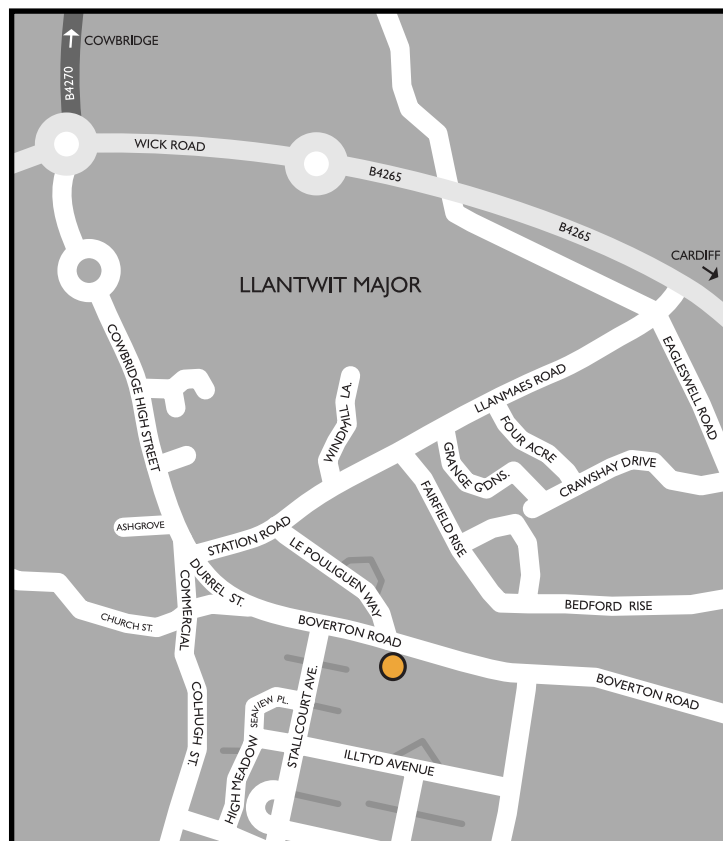 COWBRIDGE
B4270
WICK ROAD
B4265
B4265
CARDIFF
LLANTWIT MAJOR
COWBRIDGE HIGH STREET
EAGLESWELL ROAD
LLANMAES ROAD
WINDMILL LA.
FOUR ACRE
GRANGE G'DNS.
CRAWSHAY DRIVE
FAIRFIELD RISE
ASHGROVE
STATION ROAD
LE POULIGUEN WAY
DURREL ST.
COMMERCIAL
BEDFORD RISE
CHURCH ST.
BOVERTON ROAD
BOVERTON ROAD
COLHUGH ST.
STALLCOURT AVE.
SEAVIEW PL.
HIGH MEADOW
ILLTYD AVENUE